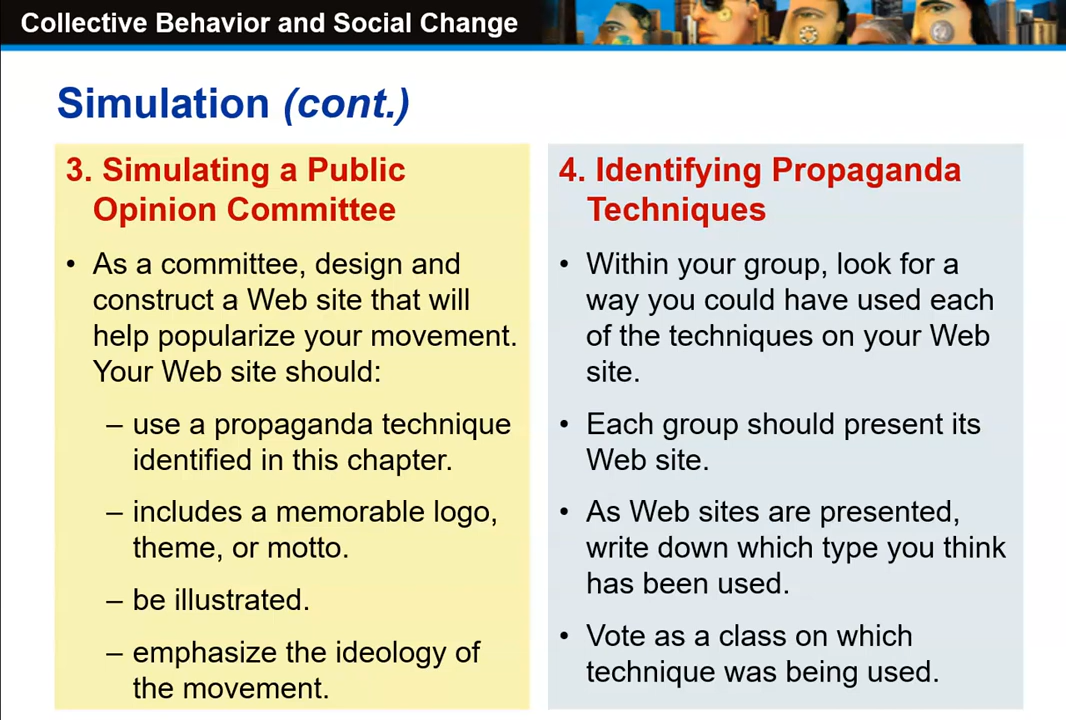 Collective Behavior and Social Change
Simulation (cont.)
3. Simulating a Public
Opinion Committee
• As a committee, design and
construct a Web site that will
help popularize your movement.
Your Web site should:
– use a propaganda technique
identified in this chapter.
– includes a memorable logo,
theme, or motto.
– be illustrated.
– emphasize the ideology of
the movement.
4. Identifying Propaganda
Techniques
• Within your group, look for a
way you could have used each
of the techniques on your Web
site.
• Each group should present its
Web site.
• As Web sites are presented,
write down which type you think
has been used.
• Vote as a class on which
technique was being used.